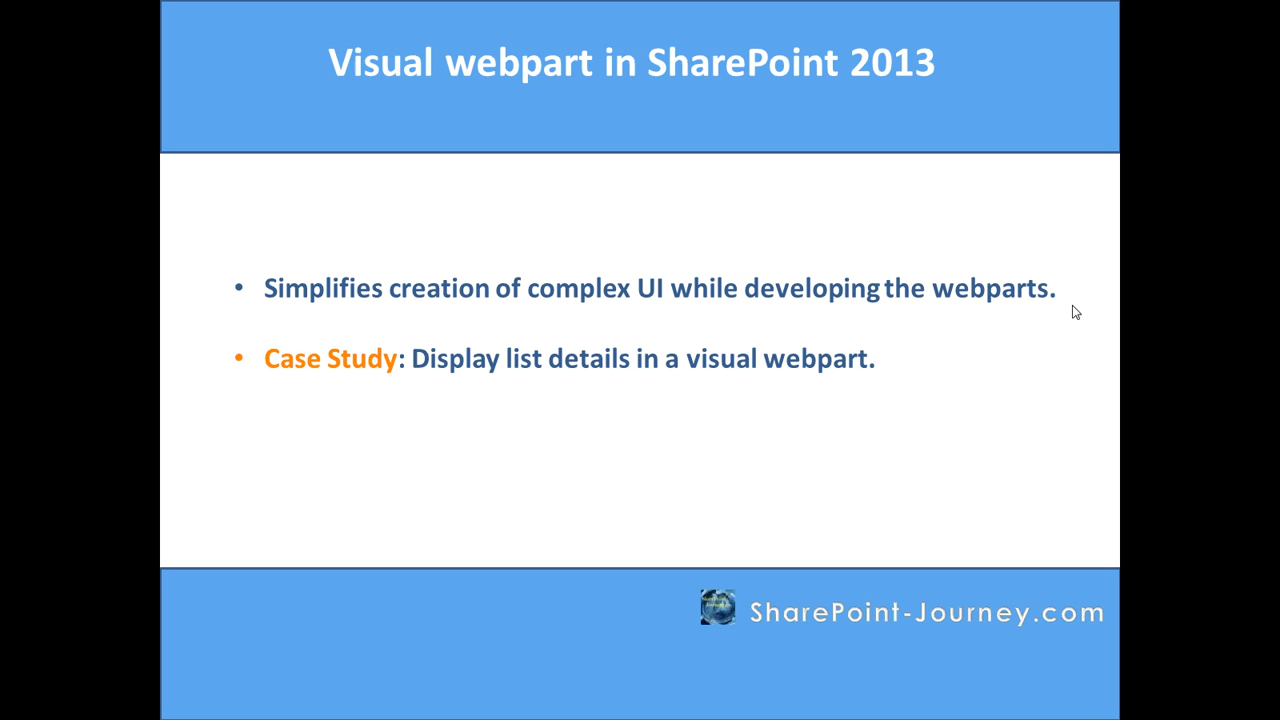 Visual webpart in SharePoint 2013
• Simplifies creation of complex UI while developing the webparts.
• Case Study: Display list details in a visual webpart.
SharePoint-Journey.com